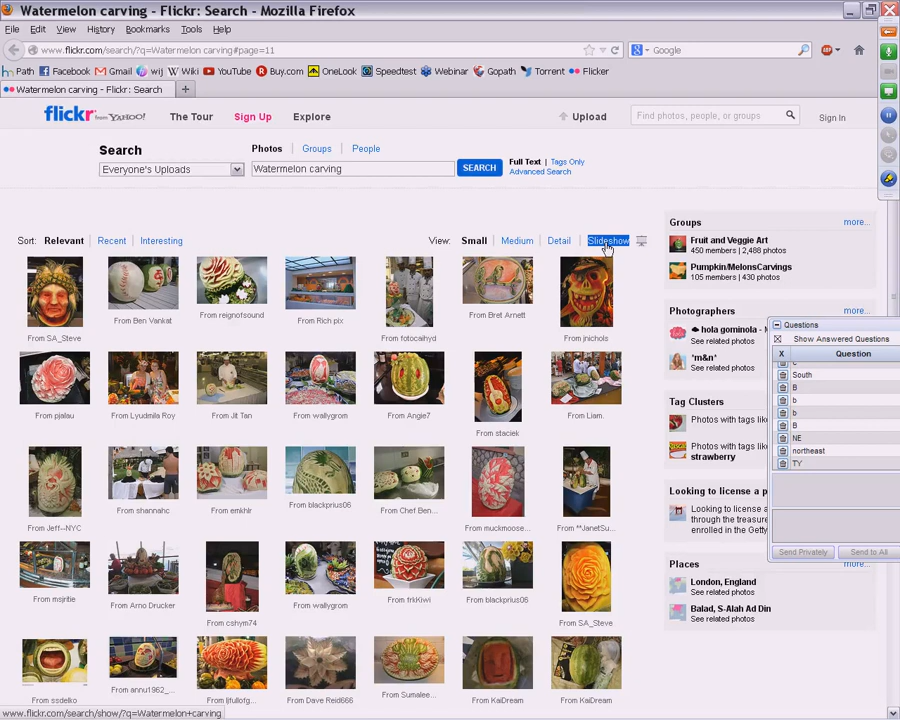 Watermelon carving - Flickr: Search - Mozilla Firefox
File Edit View History Bookmarks Tools Help
www.flickr.com/search/?q=Watermelon carving#page=11
Google
Path Facebook Gmail wij Wiki YouTube Buy.com OneLook Speedtest Webinar Gopath Torrent Flicker
Watermelon carving - Flickr: Search
flickr from YAHOO! The Tour Sign Up Explore Upload Find photos, people, or groups Sign In
Search Photos Groups People
Everyone's Uploads Watermelon carving SEARCH Full Text | Tags Only
Advanced Search
Sort: Relevant Recent Interesting View: Small Medium Detail Slideshow
From SA_Steve From Ben Vankat From reignofsound From Rich pix From fotocaihyd From Bret Arnett From jnichols
From pjalau From Lyudmila Roy From Jit Tan From wallygrom From Angie7 From staciek From Liam.
From Jeff--NYC From shannahc From emkhlr From blackprius06 From Chef Ben... From muckmoose... From **JanetSu...
From msjritie From Arno Drucker From cshym74 From wallygrom From frkKiwi From blackprius06 From SA_Steve
From ssdelko From annu1962_... From ljfullofg... From Dave Reid666 From Sumalee... From KaiDream From KaiDream
Groups more...
Fruit and Veggie Art
450 members | 2,488 photos
Pumpkin/MelonsCarvings
105 members | 430 photos
Photographers more...
hola gominola -
See related photos
*m&n*
See related photos
Tag Clusters
Photos with tags like
Photos with tags like
strawberry
Looking to license a p
Looking to license a
through the treasure
enrolled in the Getty
Places more...
London, England
See related photos
Balad, S-Alah Ad Din
See related photos
Questions
Show Answered Questions
X Question
South
B
b
b
B
NE
northeast
TY
Send Privately Send to All
www.flickr.com/search/show/?q=Watermelon+carving